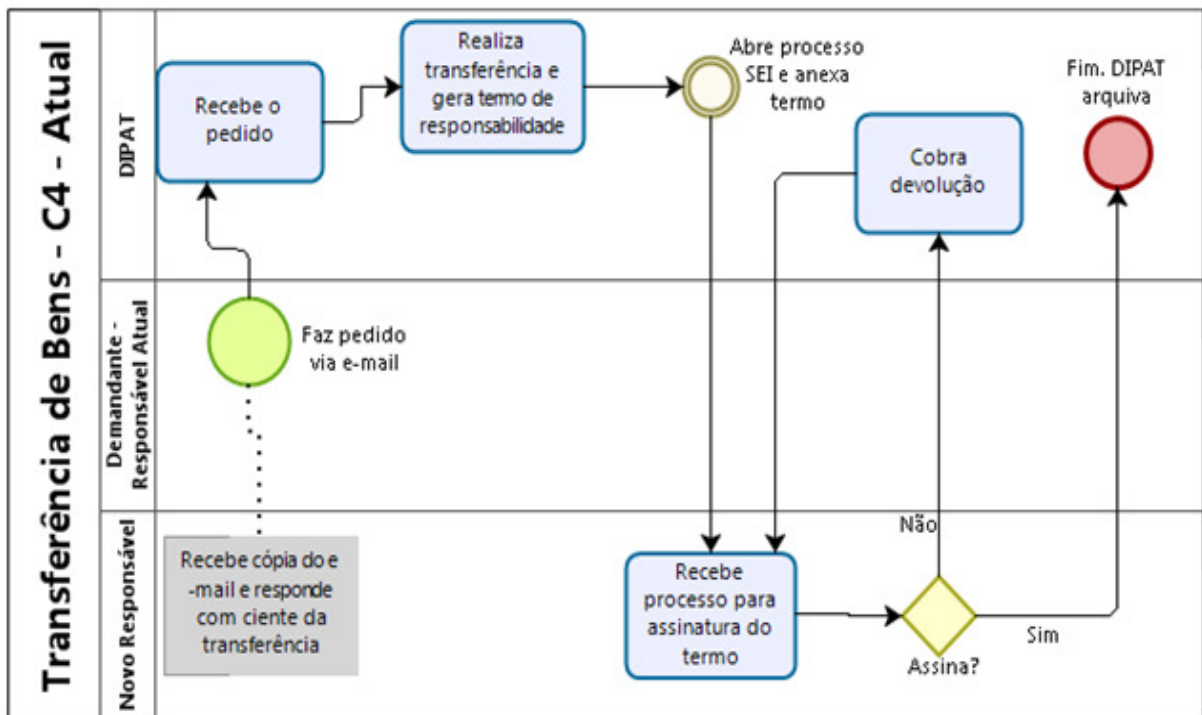 Transferência de Bens - C4 - Atual
DIPAT
Recebe o
pedido
Realiza
transferência e
gera termo de
responsabilidade
Abre processo
SEI e anexa
termo
Cobra
devolução
Fim. DIPAT
arquiva
Demandante -
Responsável Atual
Faz pedido
via e-mail
Novo Responsável
Recebe cópia do e
-mail e responde
com ciente da
transferência
Recebe
processo para
assinatura do
termo
Não
Assina?
Sim